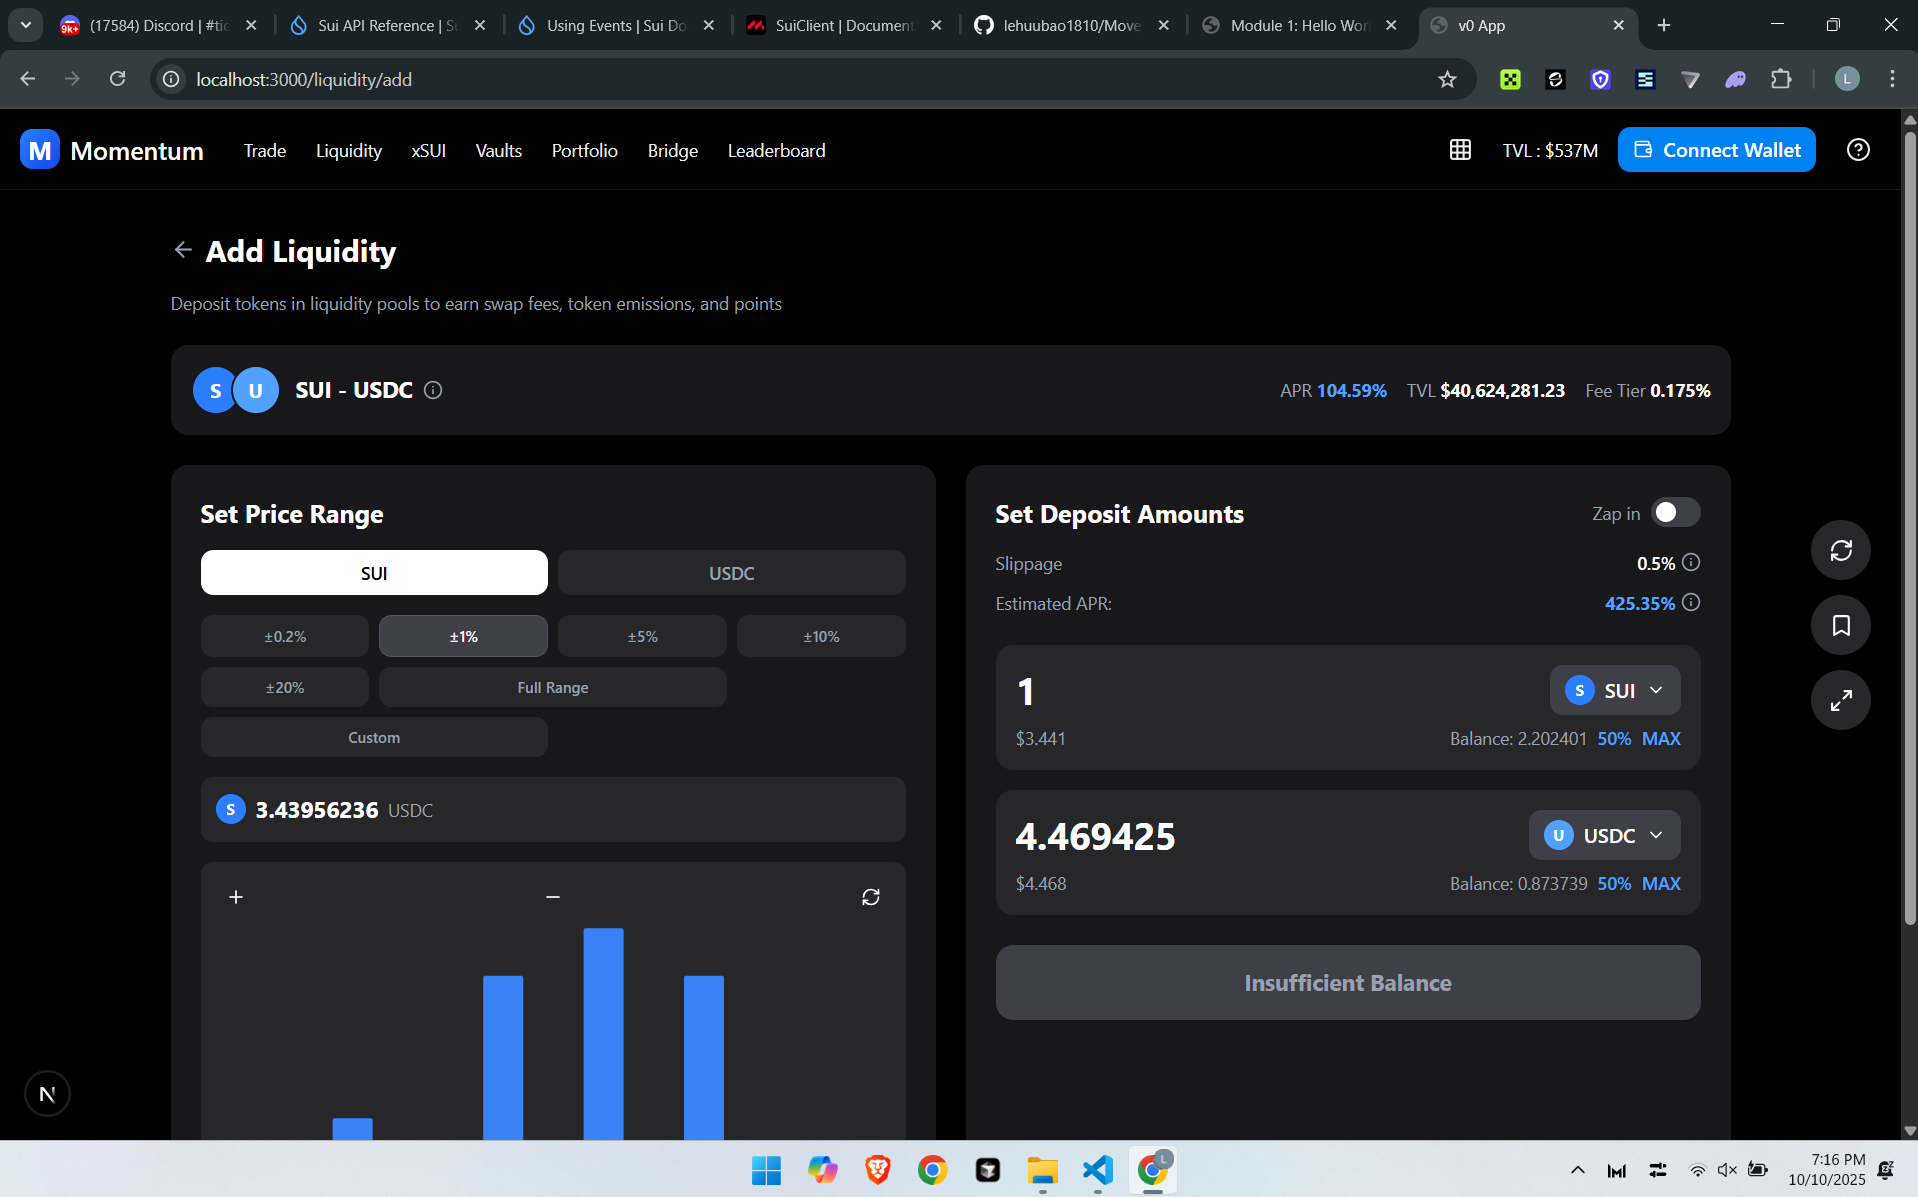 9k+ (17584) Discord | #tic
Sui API Reference | Su
Using Events | Sui Do
SuiClient | Document
lehuubao1810/Move
Module 1: Hello Wor
v0 App
localhost:3000/liquidity/add
L
M Momentum
Trade
Liquidity
xSUI
Vaults
Portfolio
Bridge
Leaderboard
TVL : $537M
Connect Wallet
Add Liquidity
Deposit tokens in liquidity pools to earn swap fees, token emissions, and points
S U SUI - USDC
APR 104.59% TVL $40,624,281.23 Fee Tier 0.175%
Set Price Range
SUI USDC
±0.2% ±1% ±5% ±10%
±20% Full Range
Custom
S 3.43956236 USDC
Set Deposit Amounts
Zap in
Slippage 0.5%
Estimated APR: 425.35%
1 S SUI
$3.441 Balance: 2.202401 50% MAX
4.469425 U USDC
$4.468 Balance: 0.873739 50% MAX
Insufficient Balance
N
L
7:16 PM
10/10/2025